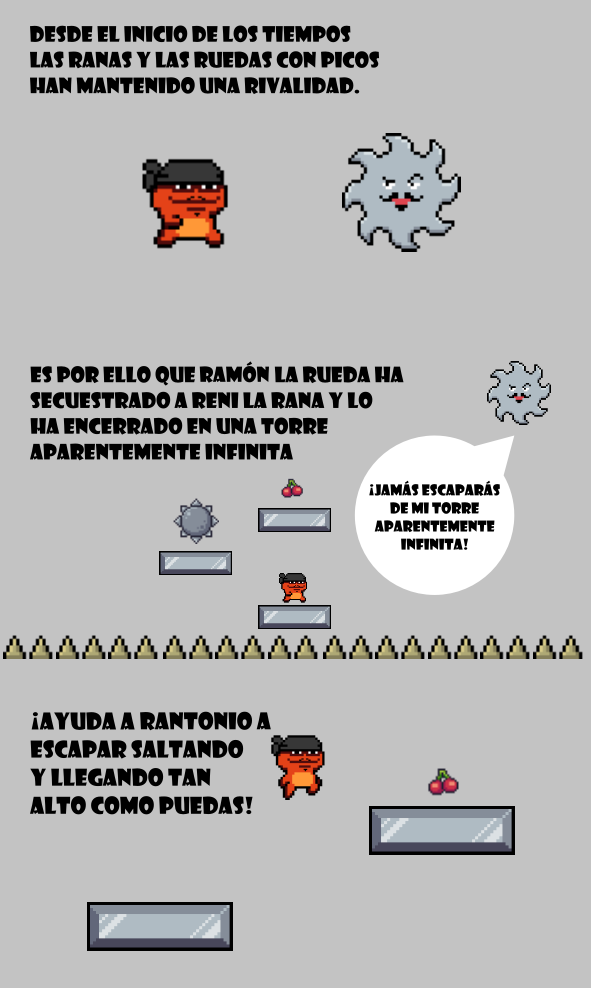 DESDE EL INICIO DE LOS TIEMPOS
LAS RANAS Y LAS RUEDAS CON PICOS
HAN MANTENIDO UNA RIVALIDAD.
ES POR ELLO QUE RAMÓN LA RUEDA HA
SECUESTRADO A RENI LA RANA Y LO
HA ENCERRADO EN UNA TORRE
APARENTEMENTE INFINITA
¡JAMÁS ESCAPARÁS
DE MI TORRE
APARENTEMENTE
INFINITA!
¡AYUDA A RANTONIO A
ESCAPAR SALTANDO
Y LLEGANDO TAN
ALTO COMO PUEDAS!